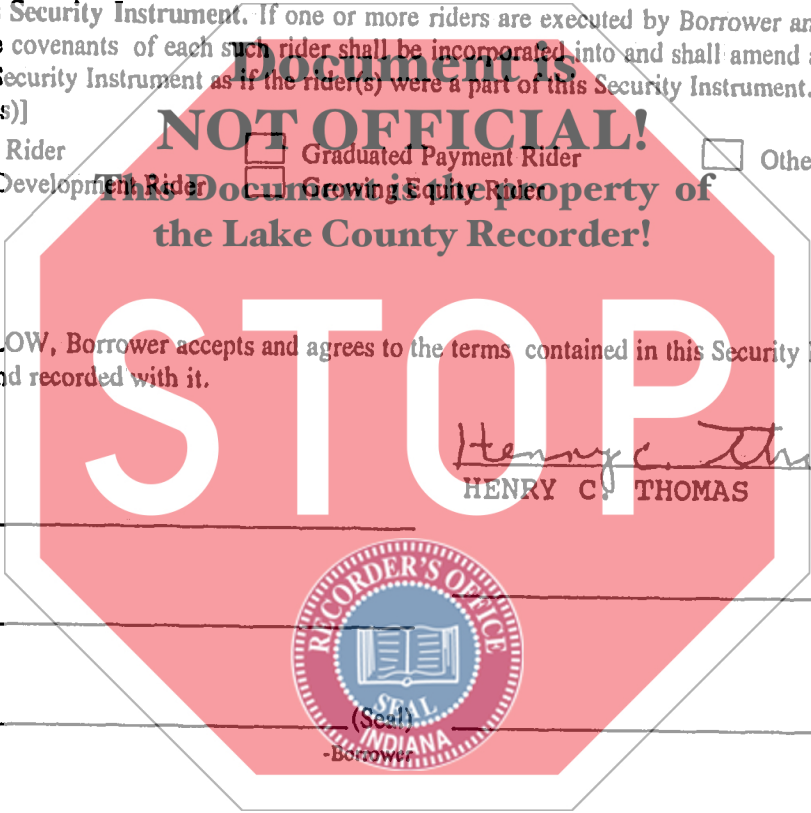 Security Instrument. If one or more riders are executed by Borrower an
covenants of each such rider shall be incorporated into and shall amend
Document is
ecurity Instrument as if the rider(s) were a part of this Security Instrument.
s)]
NOT OFFICIAL!
Rider
Graduated Payment Rider
Othe
Development Rider
Growing Equity Rider
This Document is the property of
the Lake County Recorder!
STOP
OW, Borrower accepts and agrees to the terms contained in this Security
nd recorded with it.
Henry C. Tho
HENRY C. THOMAS
RECORDER'S OFFICE
SEAL
INDIANA
(Seal)
-Borrower